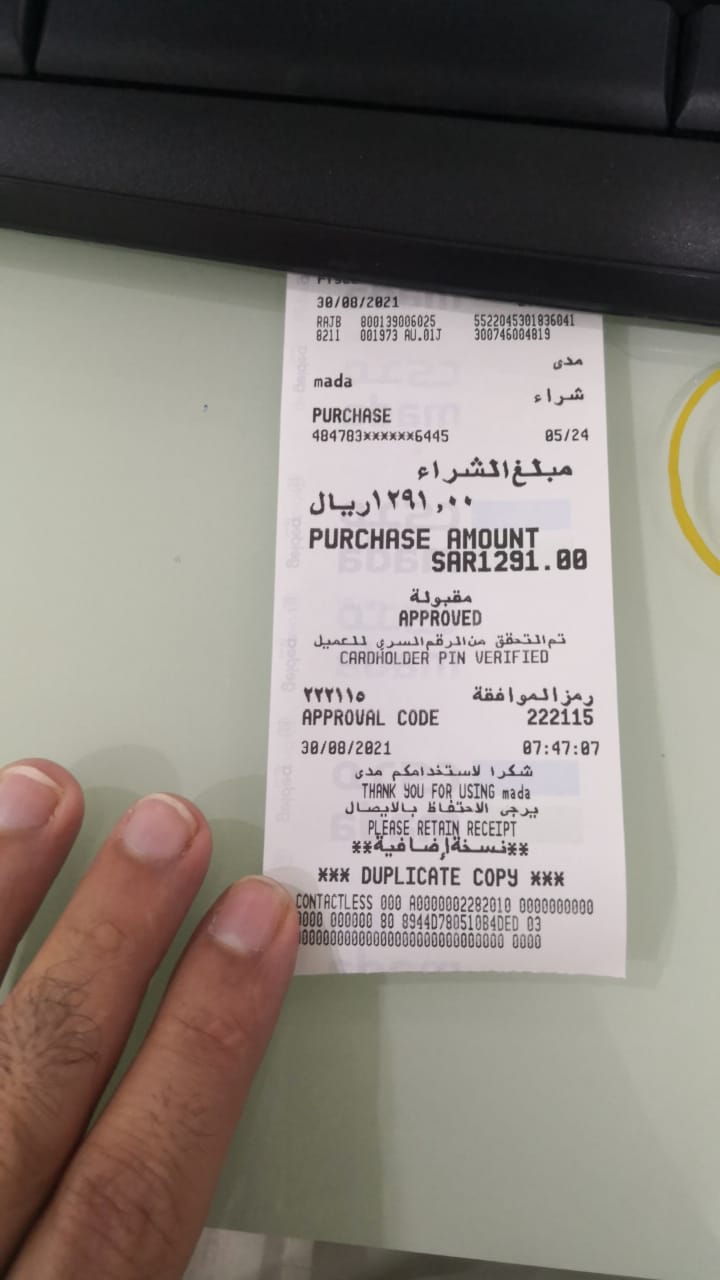 30/08/2021
RAJB 800139006025 5522045301836041
8211 001973 AU.01J 300746004819
مدى
mada
شراء
PURCHASE
484783××××××6445 05/24
مبلغ الشراء
١٢٩١,٠٠ ريال
PURCHASE AMOUNT
SAR1291.00
مقبولة
APPROVED
تم التحقق من الرقم السري للعميل
CARDHOLDER PIN VERIFIED
رمز الموافقة ٢٢٢١١٥
APPROVAL CODE 222115
30/08/2021 07:47:07
شكرا لاستخدامكم مدى
THANK YOU FOR USING mada
يرجى الاحتفاظ بالايصال
PLEASE RETAIN RECEIPT
**نسخة إضافية**
*** DUPLICATE COPY ***
CONTACTLESS 000 A0000002282010 0000000000
0000 000000 80 8944D780510B4DED 03
0000000000000000000000000000 0000